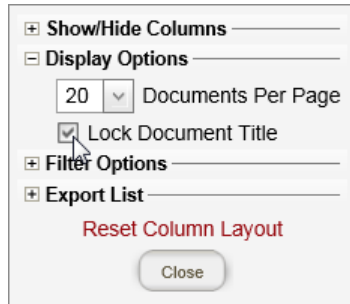 Show/Hide Columns
Display Options
20 Documents Per Page
Lock Document Title
Filter Options
Export List
Reset Column Layout
Close